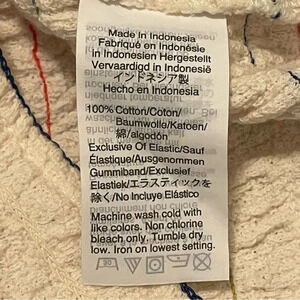 Made in Indonesia
Fabriqué en Indonésie
in Indonesien Hergestellt
Vervaardigd in Indonesië
インドネシア製
Hecho en Indonesia
100% Cotton/Coton/
Baumwolle/Katoen/
綿/algodón
Exclusive Of Elastic/Sauf
Élastique/Ausgenommen
Gummiband/Exclusief
Elastiek/エラスティックを
除く/No Incluye Elástico
Machine wash cold with
like colors. Non chlorine
bleach only. Tumble dry
low. Iron on lowest setting.
30